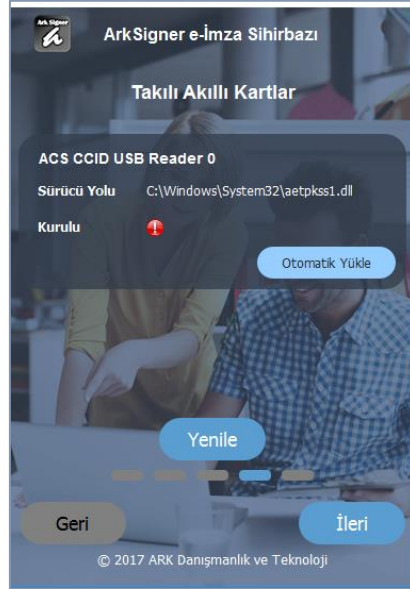 Ark Signer
ArkSigner e-İmza Sihirbazı
Takılı Akıllı Kartlar
ACS CCID USB Reader 0
Sürücü Yolu C:\Windows\System32\aetpkss1.dll
Kurulu
Otomatik Yükle
Yenile
Geri İleri
© 2017 ARK Danışmanlık ve Teknoloji